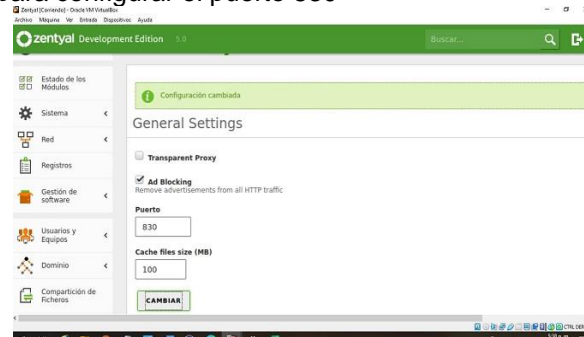 para configurar el puerto 830
Zentyal [Corriendo] - Oracle VM VirtualBox
Archivo Máquina Ver Entrada Dispositivos Ayuda
zentyal Development Edition 5.0
Buscar...
Estado de los
Módulos
Sistema
Red
Registros
Gestión de
software
Usuarios y
Equipos
Dominio
Compartición de
Ficheros
Configuración cambiada
General Settings
Transparent Proxy
Ad Blocking
Remove advertisements from all HTTP traffic
Puerto
830
Cache files size (MB)
100
CAMBIAR